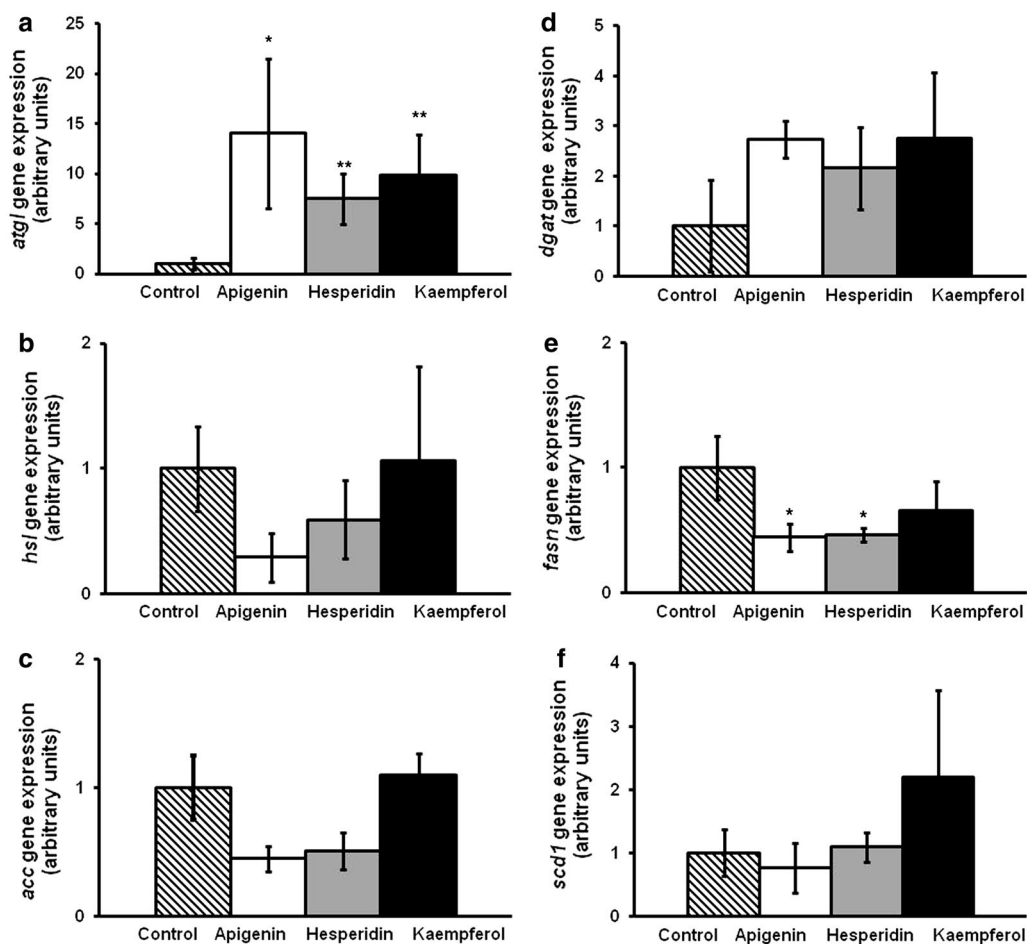 a
atgl gene expression
(arbitrary units)
25
20
15
10
5
0
*
**
**
Control Apigenin Hesperidin Kaempferol
d
dgat gene expression
(arbitrary units)
5
4
3
2
1
0
Control Apigenin Hesperidin Kaempferol
b
hsl gene expression
(arbitrary units)
2
1
0
Control Apigenin Hesperidin Kaempferol
e
fasn gene expression
(arbitrary units)
2
1
0
*
*
Control Apigenin Hesperidin Kaempferol
c
acc gene expression
(arbitrary units)
2
1
0
Control Apigenin Hesperidin Kaempferol
f
scd1 gene expression
(arbitrary units)
4
3
2
1
0
Control Apigenin Hesperidin Kaempferol